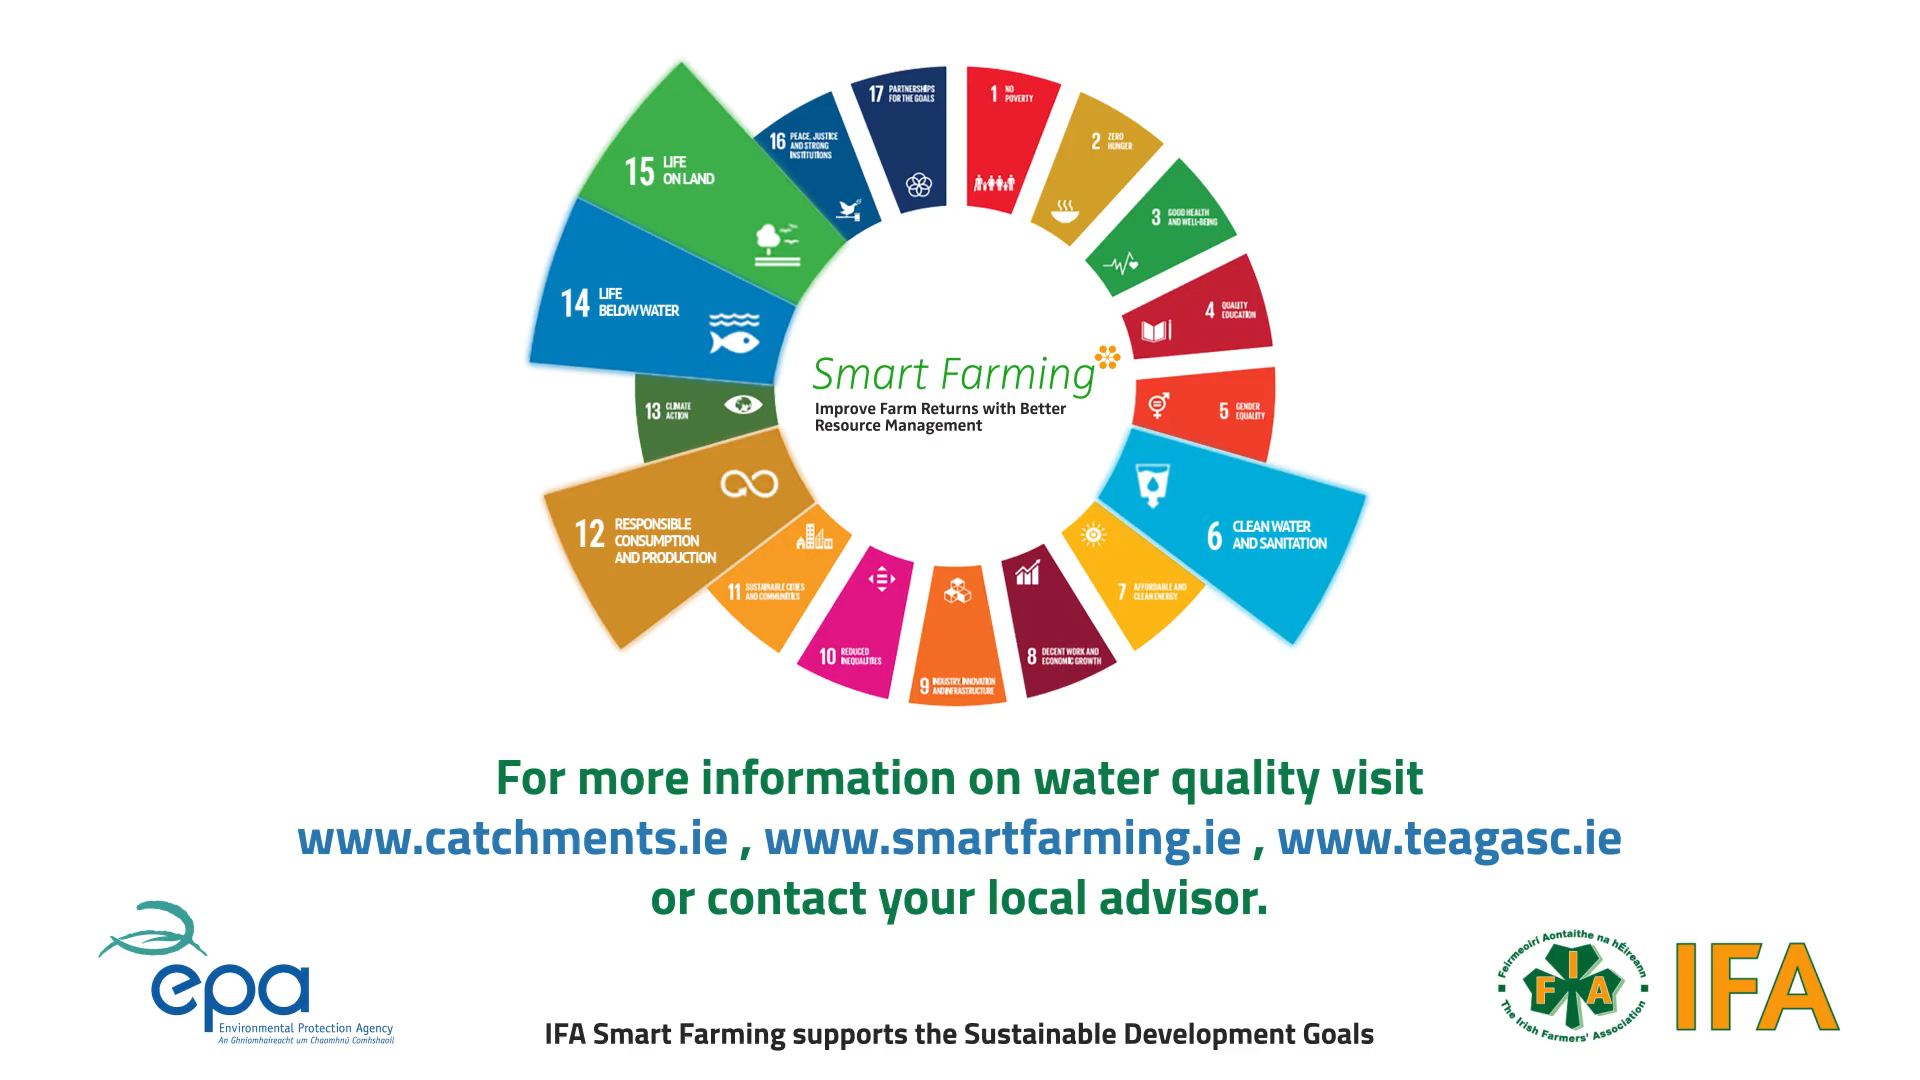 17 PARTNERSHIPS
FOR THE GOALS
1 NO
POVERTY
2 ZERO
HUNGER
3 GOOD HEALTH
AND WELL-BEING
4 QUALITY
EDUCATION
5 GENDER
EQUALITY
6 CLEAN WATER
AND SANITATION
7 AFFORDABLE AND
CLEAN ENERGY
8 DECENT WORK AND
ECONOMIC GROWTH
9 INDUSTRY, INNOVATION
AND INFRASTRUCTURE
10 REDUCED
INEQUALITIES
11 SUSTAINABLE CITIES
AND COMMUNITIES
12 RESPONSIBLE
CONSUMPTION
AND PRODUCTION
13 CLIMATE
ACTION
14 LIFE
BELOW WATER
15 LIFE
ON LAND
16 PEACE, JUSTICE
AND STRONG
INSTITUTIONS
Smart Farming
Improve Farm Returns with Better
Resource Management
For more information on water quality visit
www.catchments.ie , www.smartfarming.ie , www.teagasc.ie
or contact your local advisor.
epa
Environmental Protection Agency
An Ghníomhaireacht um Chaomhnú Comhshaoil
IFA Smart Farming supports the Sustainable Development Goals
Feirmeoirí Aontaithe na hÉireann
I
F A
The Irish Farmers' Association
IFA